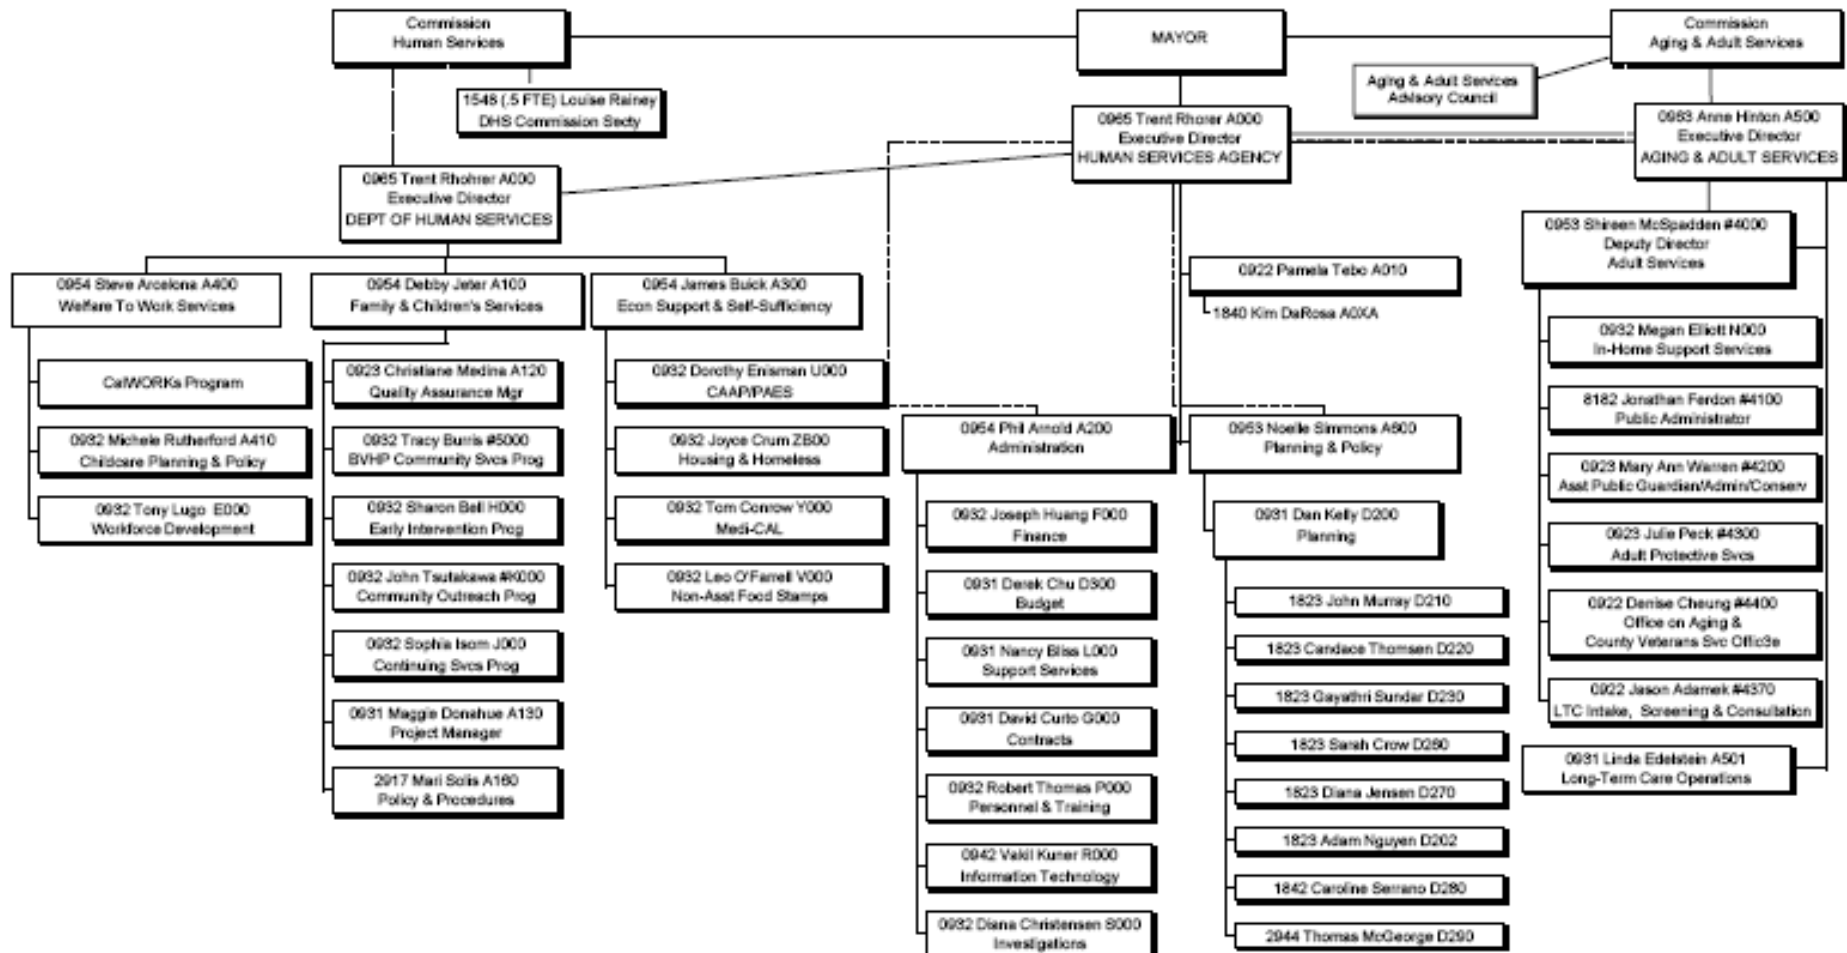 Commission
Human Services
MAYOR
Commission
Aging & Adult Services
Aging & Adult Services
Advisory Council
1548 (.5 FTE) Louise Rainey
DHS Commission Secty
0965 Trent Rhorer A000
Executive Director
HUMAN SERVICES AGENCY
0963 Anne Hinton A500
Executive Director
AGING & ADULT SERVICES
0965 Trent Rhohrer A000
Executive Director
DEPT OF HUMAN SERVICES
0953 Shireen McSpadden #4000
Deputy Director
Adult Services
0954 Steve Arcelona A400
Welfare To Work Services
0954 Debby Jeter A100
Family & Children's Services
0954 James Buick A300
Econ Support & Self-Sufficiency
0922 Pamela Tebo A010
1840 Kim DaRosa A0XA
CalWORKs Program
0932 Michele Rutherford A410
Childcare Planning & Policy
0932 Tony Lugo E000
Workforce Development
0923 Christiane Medina A120
Quality Assurance Mgr
0932 Tracy Burris #5000
BVHP Community Svcs Prog
0932 Sharon Bell H000
Early Intervention Prog
0932 John Tsutakawa #K000
Community Outreach Prog
0932 Sophia Isom J000
Continuing Svcs Prog
0931 Maggie Donahue A130
Project Manager
2917 Mari Solis A160
Policy & Procedures
0932 Dorothy Enisman U000
CAAP/PAES
0932 Joyce Crum ZB00
Housing & Homeless
0932 Tom Conrow Y000
Medi-CAL
0932 Leo O'Farrell V000
Non-Asst Food Stamps
0954 Phil Arnold A200
Administration
0932 Joseph Huang F000
Finance
0931 Derek Chu D300
Budget
0931 Nancy Bliss L000
Support Services
0931 David Curto G000
Contracts
0932 Robert Thomas P000
Personnel & Training
0942 Vakil Kuner R000
Information Technology
0932 Diana Christensen S000
Investigations
0953 Noelle Simmons A600
Planning & Policy
0931 Dan Kelly D200
Planning
1823 John Murray D210
1823 Candace Thomsen D220
1823 Gayathri Sundar D230
1823 Sarah Crow D260
1823 Diana Jensen D270
1823 Adam Nguyen D202
1842 Caroline Serrano D280
2944 Thomas McGeorge D290
0932 Megan Elliott N000
In-Home Support Services
8182 Jonathan Ferdon #4100
Public Administrator
0923 Mary Ann Warren #4200
Asst Public Guardian/Admin/Conserv
0923 Julie Peck #4300
Adult Protective Svcs
0922 Denise Cheung #4400
Office on Aging &
County Veterans Svc Offic3e
0922 Jason Adamek #4370
LTC Intake, Screening & Consultation
0931 Linda Edelstein A501
Long-Term Care Operations